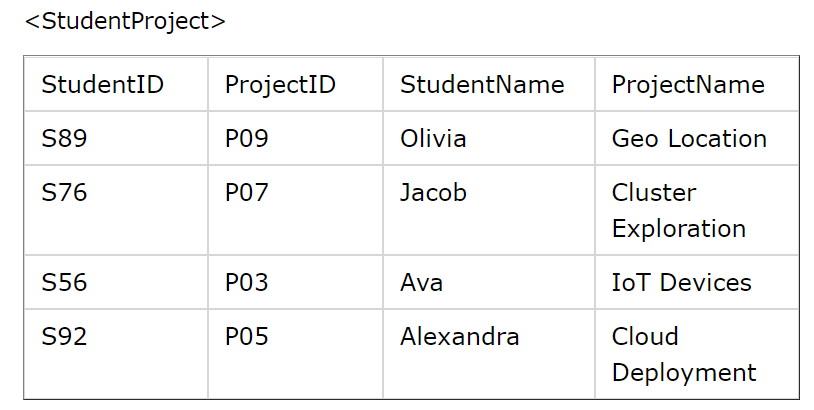 <StudentProject>
StudentID ProjectID StudentName ProjectName
S89 P09 Olivia Geo Location
S76 P07 Jacob Cluster
Exploration
S56 P03 Ava IoT Devices
S92 P05 Alexandra Cloud
Deployment